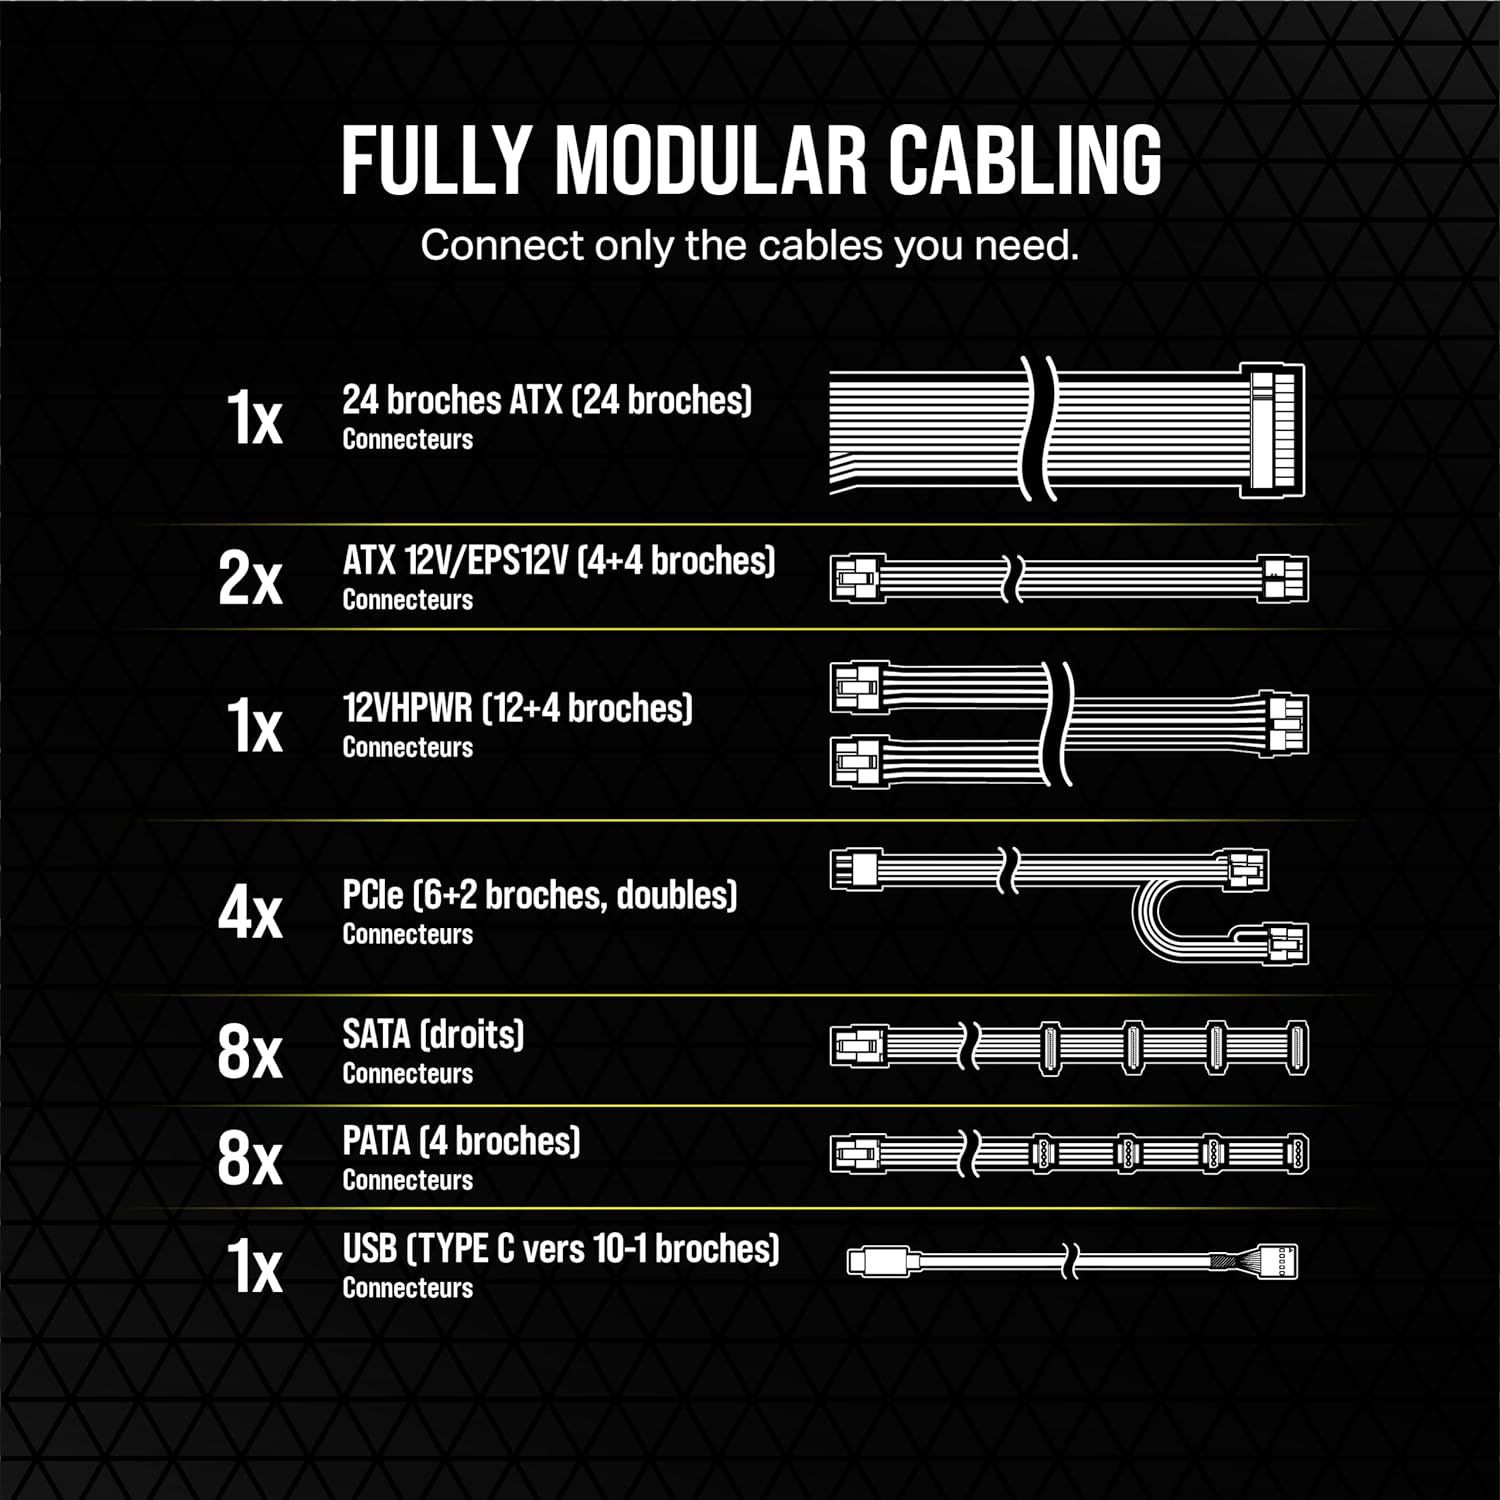 FULLY MODULAR CABLING
Connect only the cables you need.
1x
24 broches ATX (24 broches)
Connecteurs
2x
ATX 12V/EPS12V (4+4 broches)
Connecteurs
1x
12VHPWR (12+4 broches)
Connecteurs
4x
PCIe (6+2 broches, doubles)
Connecteurs
8x
SATA (droits)
Connecteurs
8x
PATA (4 broches)
Connecteurs
1x
USB (TYPE C vers 10-1 broches)
Connecteurs